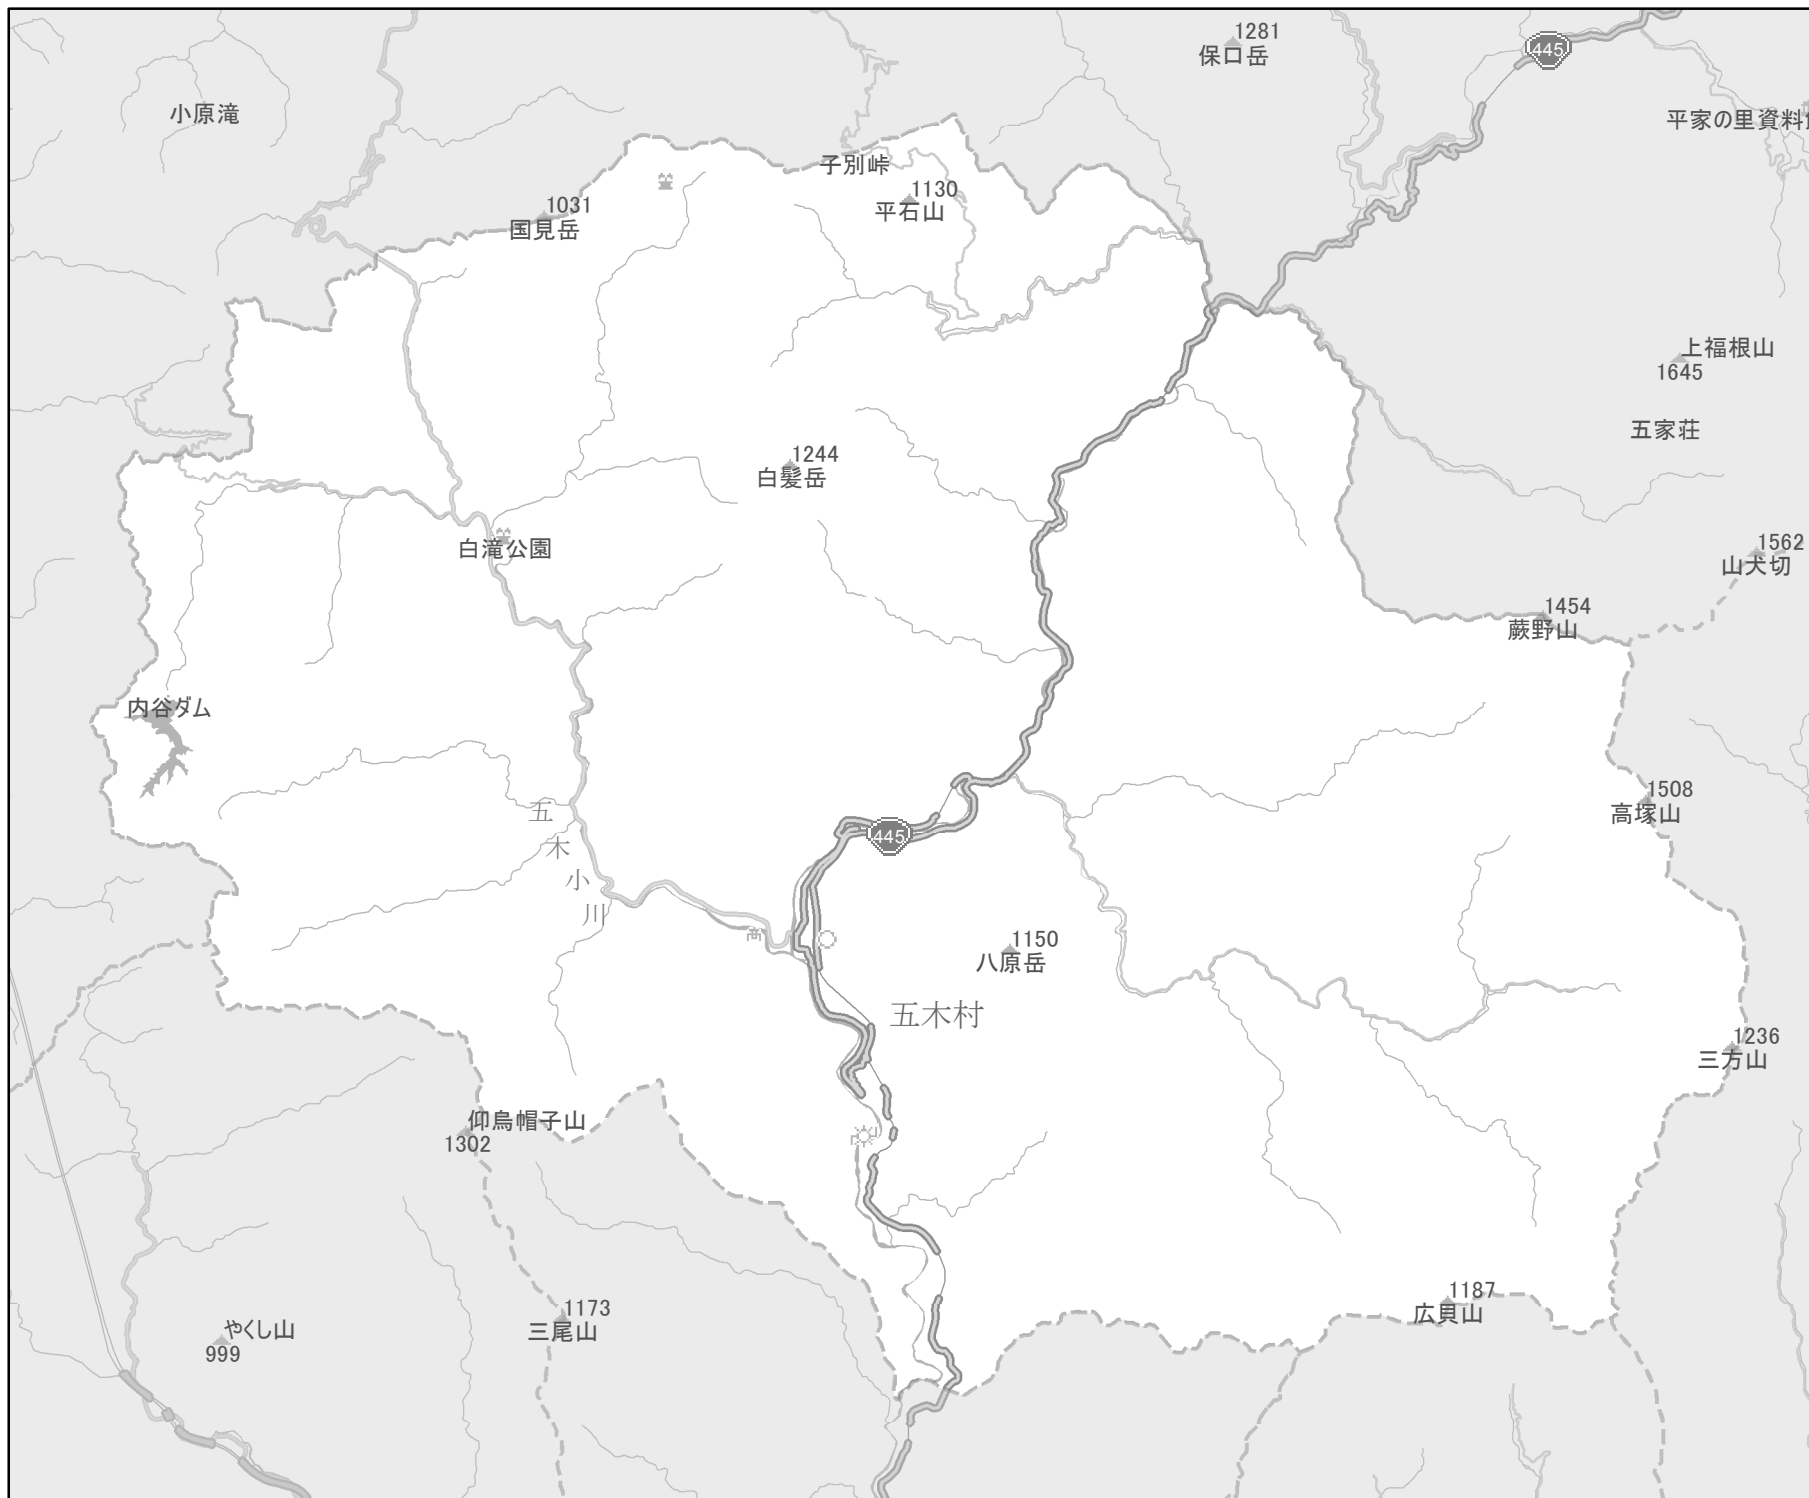 1281
保口岳
445
小原滝
平家の里資料
子別峠
1130
平石山
1031
国見岳
上福根山
1645
五家荘
1244
白髪岳
白滝公園
1562
山犬切
1454
蕨野山
内谷ダム
1508
高塚山
五木小川
445
1150
八原岳
五木村
1236
三方山
仰烏帽子山
1302
1187
広貝山
1173
三尾山
やくし山
999